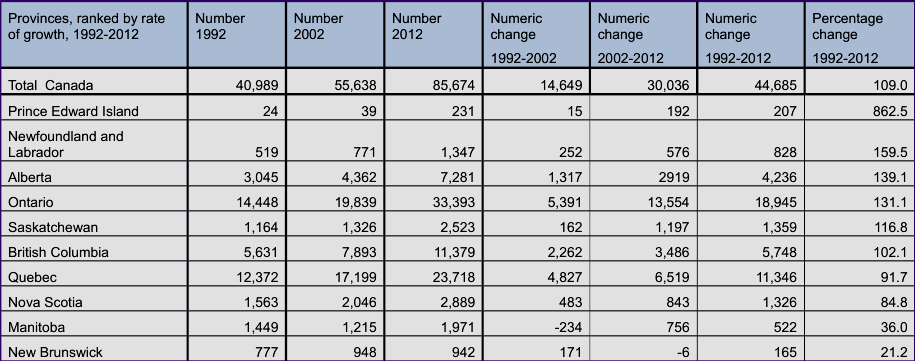 Provinces, ranked by rate of growth, 1992-2012 | Number 1992 | Number 2002 | Number 2012 | Numeric change 1992-2002 | Numeric change 2002-2012 | Numeric change 1992-2012 | Percentage change 1992-2012
Total Canada 40,989 55,638 85,674 14,649 30,036 44,685 109.0
Prince Edward Island 24 39 231 15 192 207 862.5
Newfoundland and
Labrador 519 771 1,347 252 576 828 159.5
Alberta 3,045 4,362 7,281 1,317 2919 4,236 139.1
Ontario 14,448 19,839 33,393 5,391 13,554 18,945 131.1
Saskatchewan 1,164 1,326 2,523 162 1,197 1,359 116.8
British Columbia 5,631 7,893 11,379 2,262 3,486 5,748 102.1
Quebec 12,372 17,199 23,718 4,827 6,519 11,346 91.7
Nova Scotia 1,563 2,046 2,889 483 843 1,326 84.8
Manitoba 1,449 1,215 1,971 -234 756 522 36.0
New Brunswick 777 948 942 171 -6 165 21.2